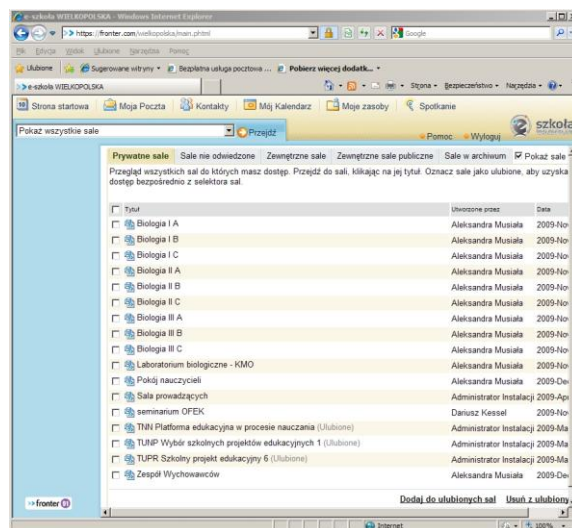 e-szkoła WIELKOPOLSKA - Windows Internet Explorer
https://fronter.com/wielkopolska/main.phtml
Google
Plik Edycja Widok Ulubione Narzędzia Pomoc
Ulubione Sugerowane witryny Bezpłatna usługa pocztowa ... Pobierz więcej dodatk...
e-szkoła WIELKOPOLSKA
Strona Bezpieczeństwo Narzędzia
Strona startowa Moja Poczta Kontakty Mój Kalendarz Moje zasoby Spotkanie
Pokaż wszystkie sale Przejdź
Pomoc Wyloguj
szkoła
Prywatne sale Sale nie odwiedzone Zewnętrzne sale Zewnętrzne sale publiczne Sale w archiwum Pokaż sale
Przegląd wszystkich sal do których masz dostęp. Przejdź do sali, klikając na jej tytuł. Oznacz sale jako ulubione, aby uzyska
dostęp bezpośrednio z selektora sal.
Tytuł Utworzone przez Data
Biologia I A Aleksandra Musiała 2009-Nov
Biologia I B Aleksandra Musiała 2009-Nov
Biologia I C Aleksandra Musiała 2009-Nov
Biologia II A Aleksandra Musiała 2009-Nov
Biologia II B Aleksandra Musiała 2009-Nov
Biologia II C Aleksandra Musiała 2009-Nov
Biologia III A Aleksandra Musiała 2009-Nov
Biologia III B Aleksandra Musiała 2009-Nov
Biologia III C Aleksandra Musiała 2009-Nov
Laboratorium biologiczne - KMO Aleksandra Musiała 2009-Nov
Pokój nauczycieli Aleksandra Musiała 2009-Dec
Sala prowadzących Administrator Instalacji 2009-Apr
seminarium OFEK Dariusz Kessel 2009-Nov
TNN Platforma edukacyjna w procesie nauczania (Ulubione) Administrator Instalacji 2009-Ma
TUNP Wybór szkolnych projektów edukacyjnych 1 (Ulubione) Administrator Instalacji 2009-Ma
TUPR Szkolny projekt edukacyjny 6 (Ulubione) Administrator Instalacji 2009-Ma
Zespół Wychowawców Aleksandra Musiała 2009-Dec
Dodaj do ulubionych sal Usuń z ulubiony
fronter
Internet 100%